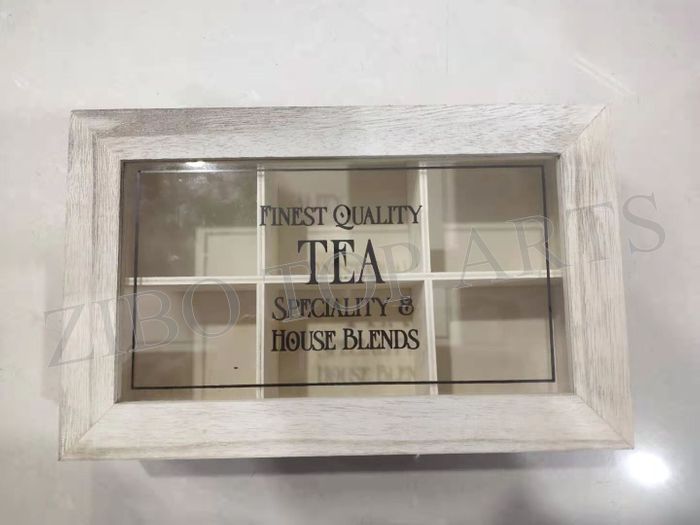 FINEST QUALITY
TEA
SPECIALITY &
HOUSE BLENDS
ZIBO TOP ARTS